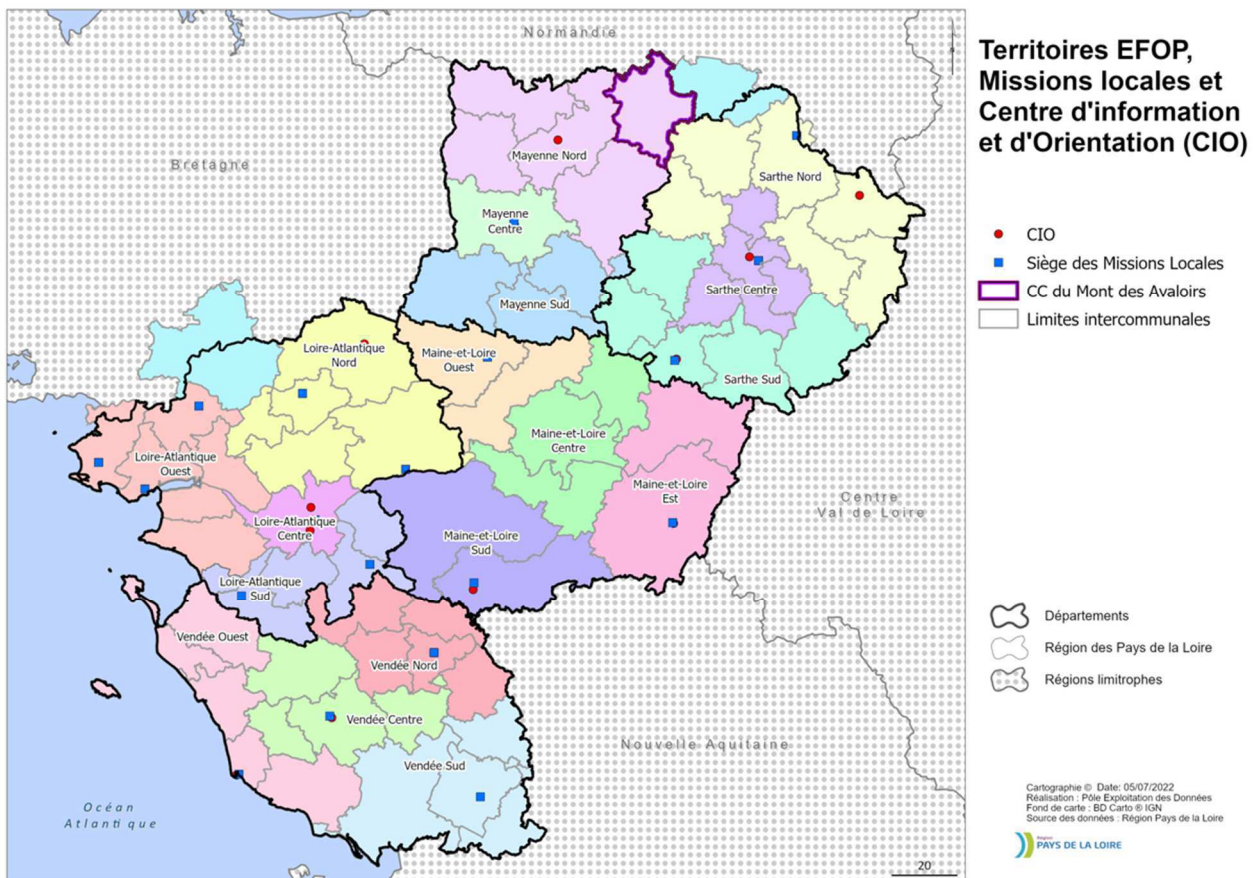 Territoires EFOP,
Missions locales et
Centre d'information
et d'Orientation (CIO)
CIO
Siège des Missions Locales
CC du Mont des Avaloirs
Limites intercommunales
Normandie
Bretagne
Mayenne Nord
Sarthe Nord
Mayenne
Centre
Sarthe Centre
Mayenne Sud
Loire-Atlantique
Nord
Maine-et-Loire
Ouest
Sarthe Sud
Maine-et-Loire
Centre
Loire-Atlantique
Ouest
Maine-et-Loire
Est
Centre
Val de Loire
Loire-Atlantique
Centre
Maine-et-Loire
Sud
Loire-Atlantique
Sud
Vendée Ouest
Vendée Nord
Vendée Centre
Nouvelle Aquitaine
Vendée Sud
Océan
Atlantique
20
Départements
Région des Pays de la Loire
Régions limitrophes
Cartographie © Date: 05/07/2022
Réalisation : Pôle Exploitation des Données
Fond de carte : BD Carto ® IGN
Source des données : Région Pays de la Loire
Région
PAYS DE LA LOIRE